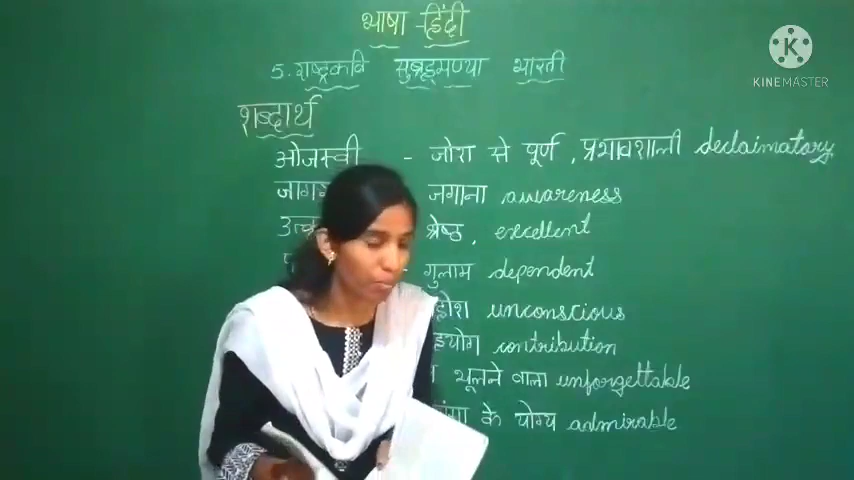 भाषा - हिंदी
5. राष्ट्रकवि सुब्रह्मण्या भारती
शब्दार्थ
ओजस्वी - जोश से पूर्ण, प्रभावशाली declaimatory
जगाना awareness
श्रेष्ठ, excellent
गुलाम dependent
unconscious
contribution
भूलने वाला unforgettable
के योग्य admirable
KINEMASTER